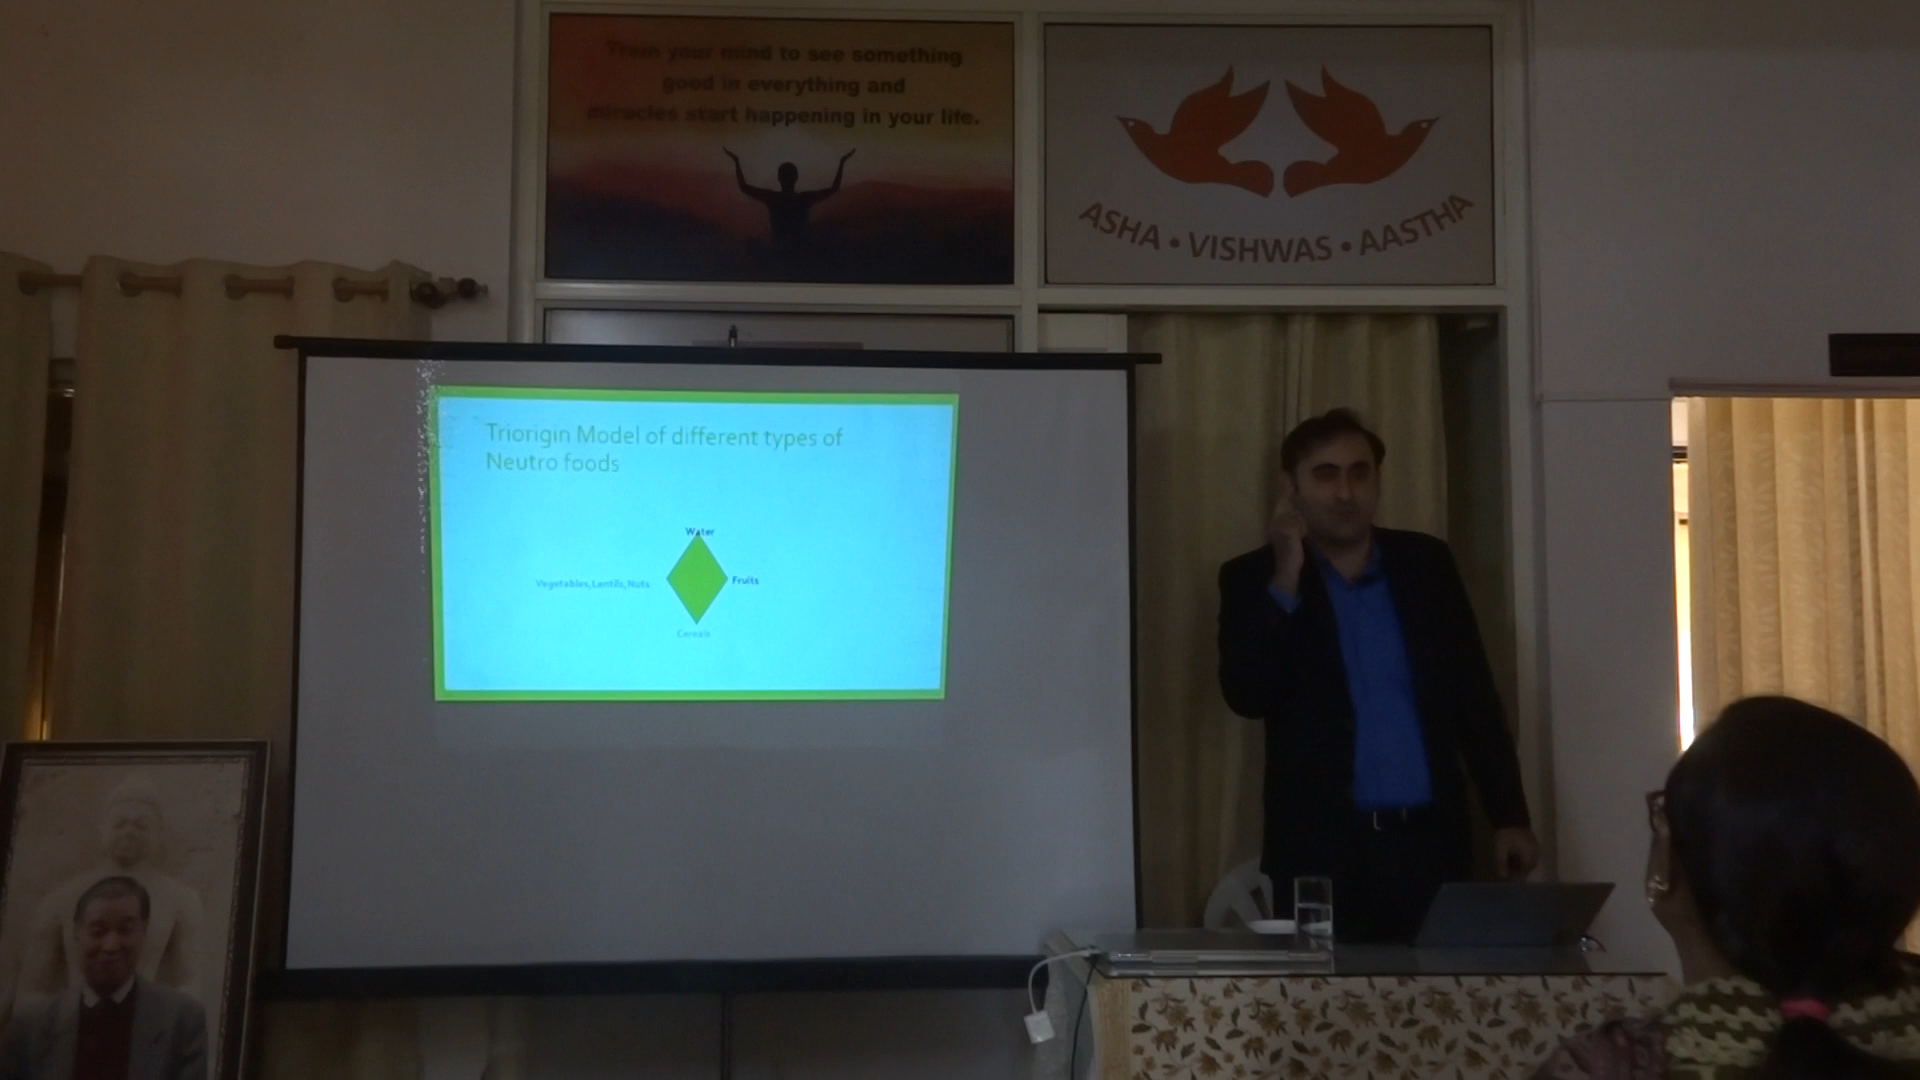 Train your mind to see something
good in everything and
miracles start happening in your life.
ASHA • VISHWAS • AASTHA
Triorigin Model of different types of
Neutro foods
Water
Vegetables, Lentils, Nuts
Fruits
Cereals